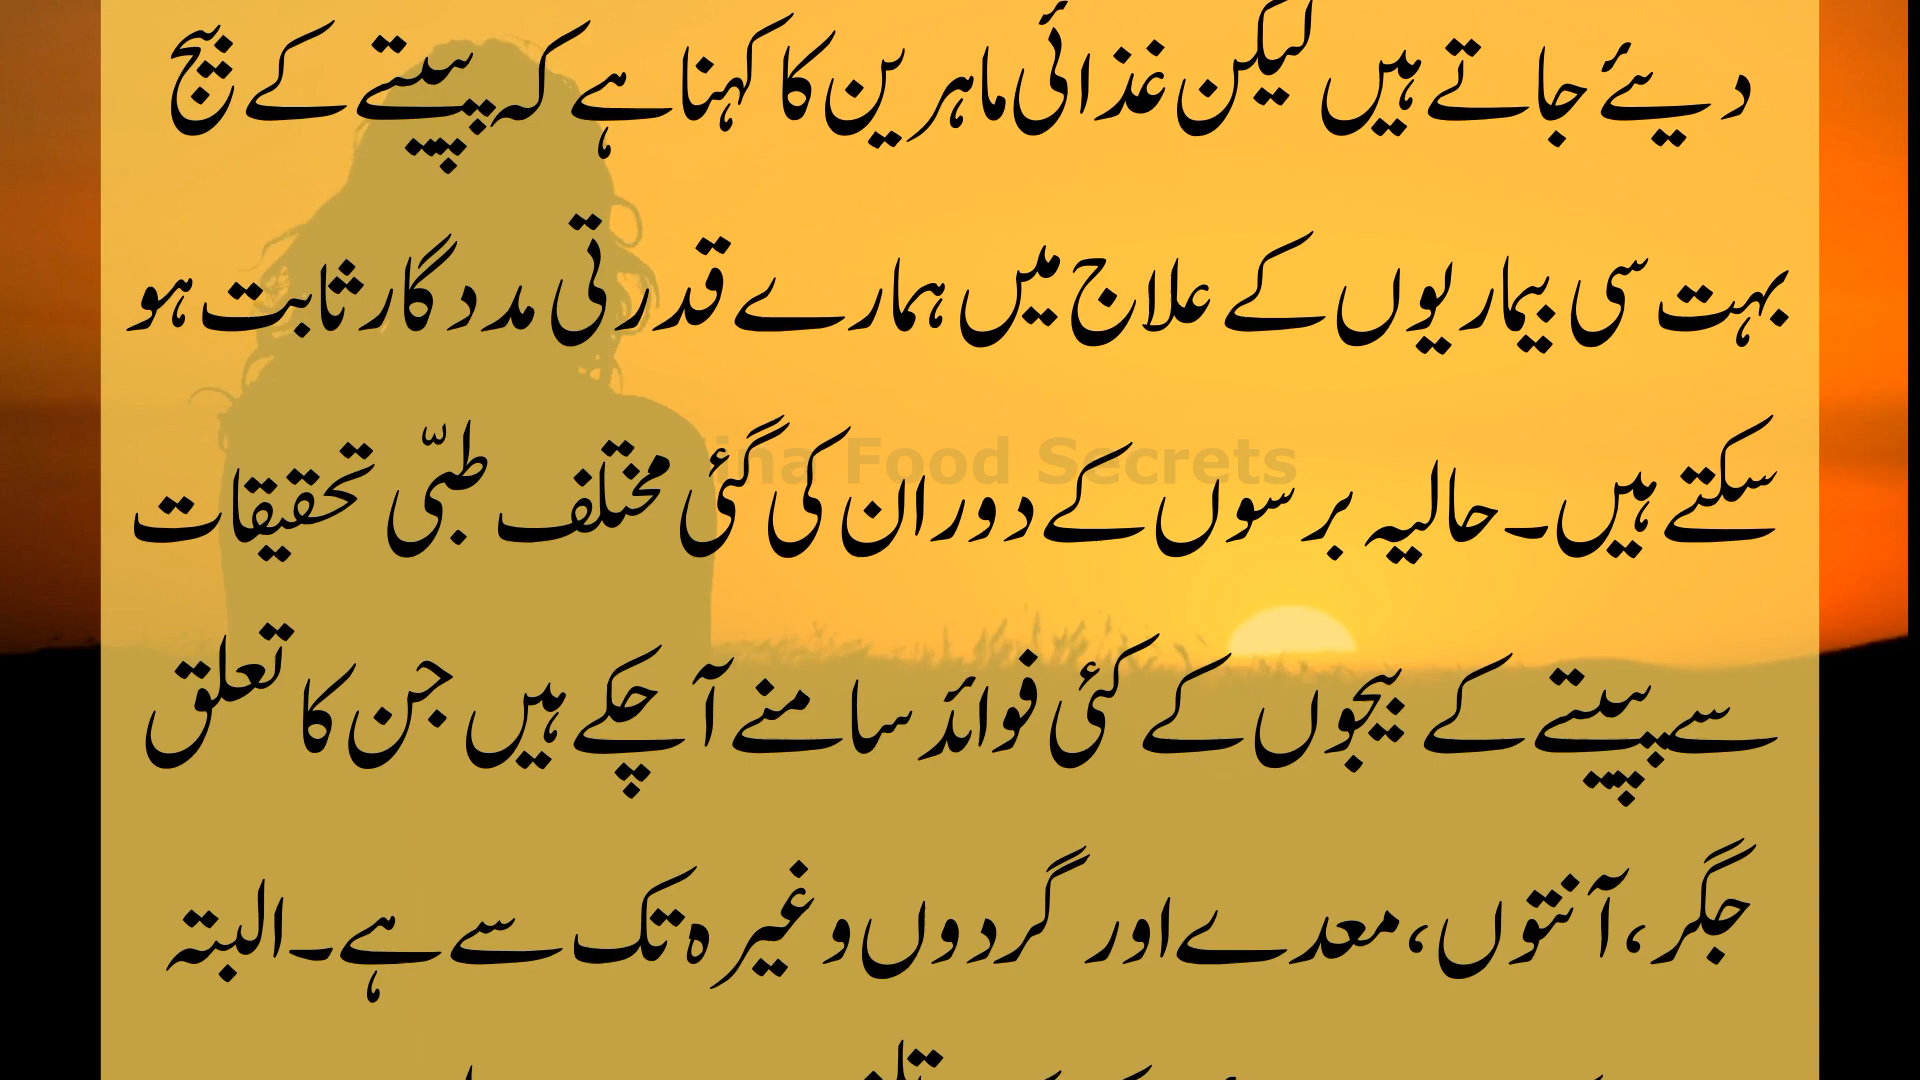 دیئے جاتے ہیں لیکن غذائی ماہرین کا کہنا ہے کہ پپیتے کے بیج
بہت سی بیماریوں کے علاج میں ہمارے قدرتی مددگار ثابت ہو
سکتے ہیں۔ حالیہ برسوں کے دوران کی گئی مختلف طبّی تحقیقات
سے پپیتے کے بیجوں کے کئی فوائد سامنے آ چکے ہیں جن کا تعلق
جگر، آنتوں، معدے اور گردوں وغیرہ تک سے ہے۔ البتہ
Food Secrets